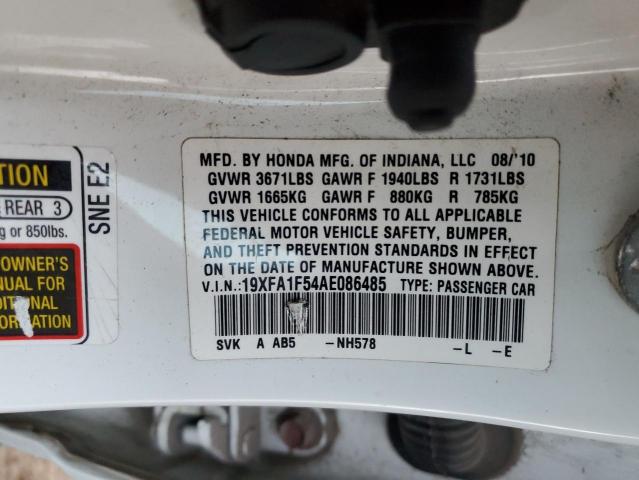 TION
REAR 3
g or 850lbs.
OWNER'S
NUAL FOR
ITIONAL
ORMATION
SNE E2
MFD. BY HONDA MFG. OF INDIANA, LLC 08/'10
GVWR 3671LBS GAWR F 1940LBS R 1731LBS
GVWR 1665KG GAWR F 880KG R 785KG
THIS VEHICLE CONFORMS TO ALL APPLICABLE
FEDERAL MOTOR VEHICLE SAFETY, BUMPER,
AND THEFT PREVENTION STANDARDS IN EFFECT
ON THE DATE OF MANUFACTURE SHOWN ABOVE.
V.I.N.:19XFA1F54AE086485 TYPE: PASSENGER CAR
SVK A AB5 -NH578 -L -E